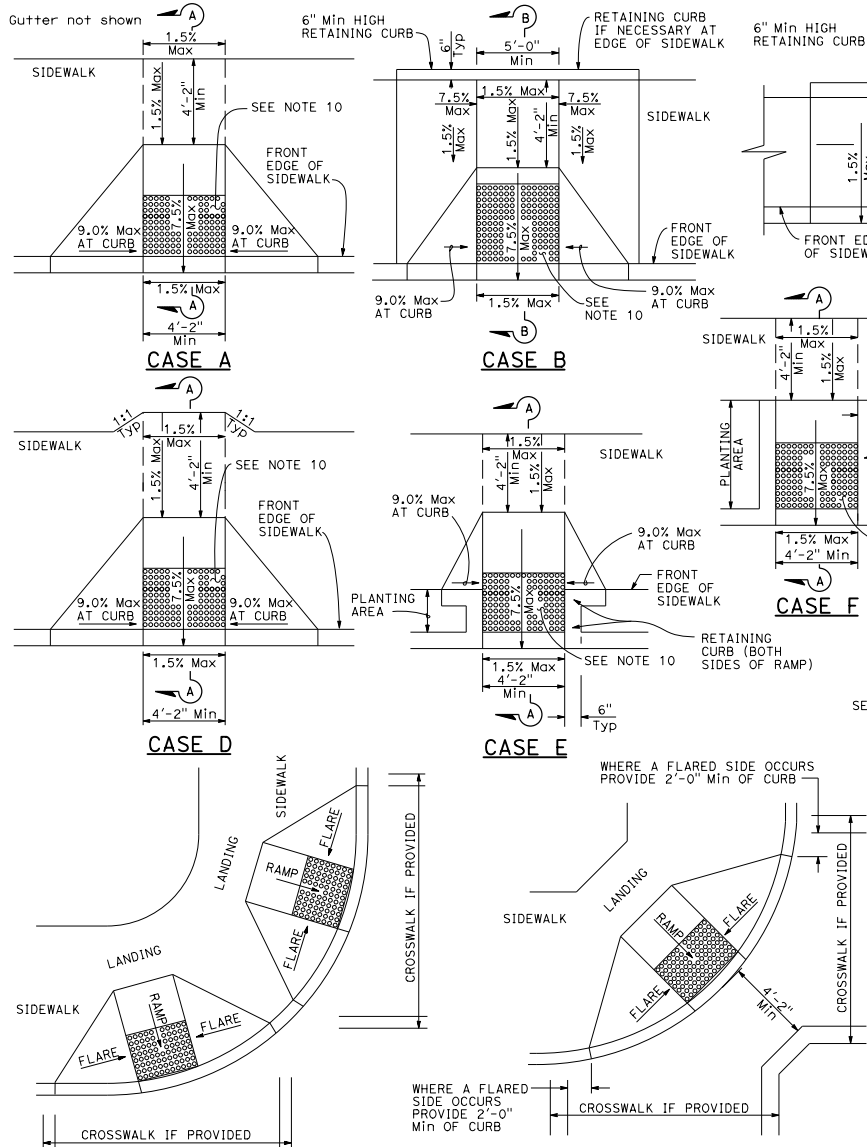 Gutter not shown
A
1.5%
Max
SIDEWALK
1.5% Max
4'-2"
Min
SEE NOTE 10
FRONT
EDGE OF
SIDEWALK
7.5%
Max
9.0% Max
AT CURB
9.0% Max
AT CURB
1.5% Max
A
4'-2"
Min
CASE A
6" Min HIGH
RETAINING CURB
6"
Typ
B
5'-0"
Min
RETAINING CURB
IF NECESSARY AT
EDGE OF SIDEWALK
7.5%
Max
1.5% Max
7.5%
Max
1.5%
Max
1.5% Max
4'-2"
Min
1.5%
Max
SIDEWALK
7.5%
Max
FRONT
EDGE OF
SIDEWALK
9.0% Max
AT CURB
1.5% Max
SEE
NOTE 10
9.0% Max
AT CURB
B
CASE B
6" Min HIGH
RETAINING CURB
1.5%
FRONT
OF
A
SIDEWALK
1.5%
Max
4'-2"
Min
1.5%
Max
PLANTING
AREA
7.5%
Max
1.5% Max
4'-2" Min
A
CASE F
A
1:1
Typ
1:1
Typ
1.5%
Max
SIDEWALK
1.5% Max
4'-2"
Min
SEE NOTE 10
FRONT
EDGE OF
SIDEWALK
7.5%
Max
9.0% Max
AT CURB
9.0% Max
AT CURB
1.5% Max
A
4'-2" Min
CASE D
A
1.5%
Max
SIDEWALK
4'-2"
Min
1.5%
Max
9.0% Max
AT CURB
9.0% Max
AT CURB
FRONT
EDGE OF
SIDEWALK
PLANTING
AREA
7.5%
Max
RETAINING
CURB (BOTH
SIDES OF RAMP)
SEE NOTE 10
1.5% Max
4'-2"
Min
A
6"
Typ
CASE E
SE
SIDEWALK
LANDING
FLARE
RAMP
FLARE
CROSSWALK IF PROVIDED
LANDING
SIDEWALK
RAMP
FLARE
FLARE
CROSSWALK IF PROVIDED
WHERE A FLARED SIDE OCCURS
PROVIDE 2'-0" Min OF CURB
LANDING
SIDEWALK
RAMP
FLARE
FLARE
4'-2"
Min
CROSSWALK IF PROVIDED
WHERE A FLARED
SIDE OCCURS
PROVIDE 2'-0"
Min OF CURB
CROSSWALK IF PROVIDED